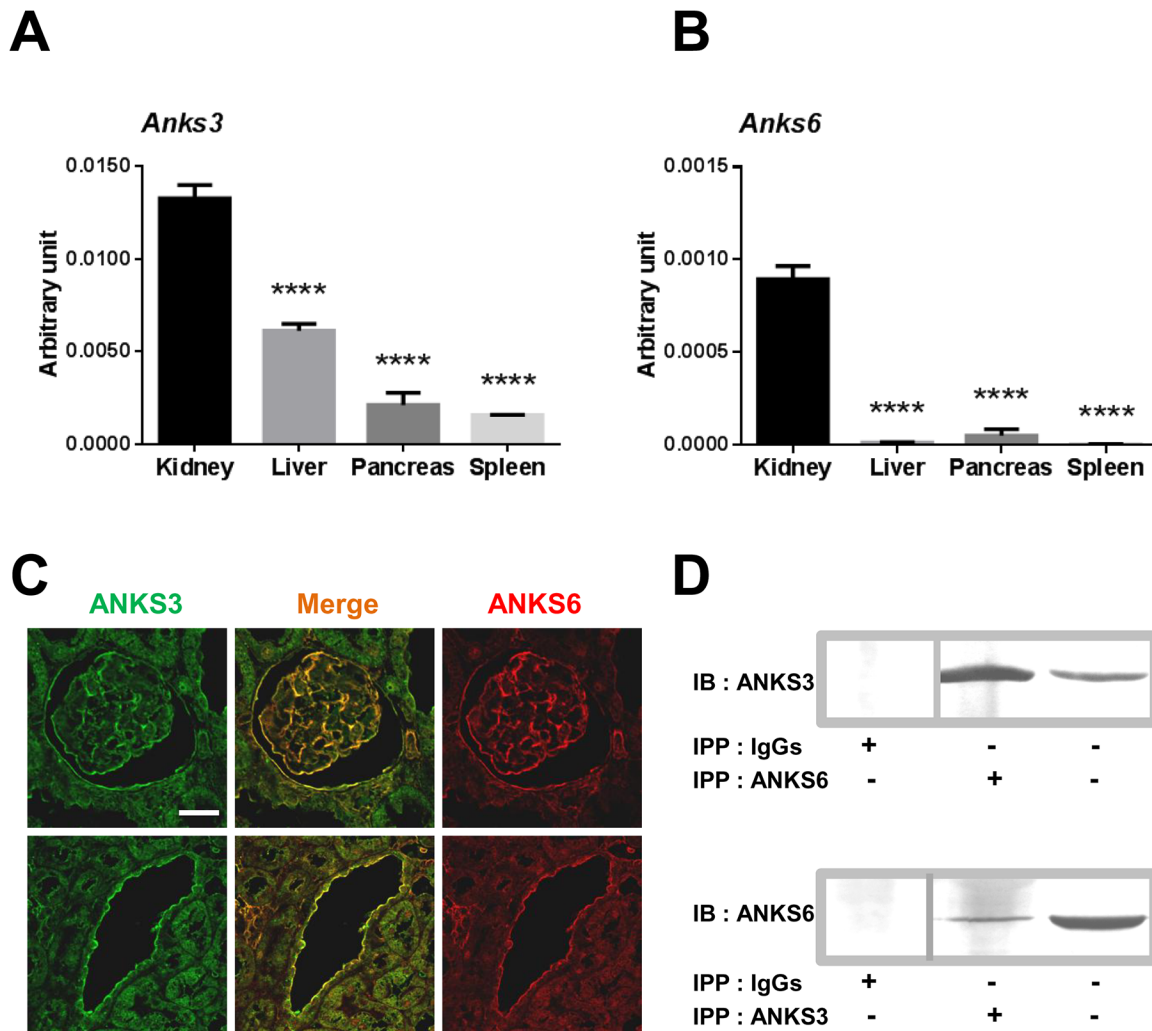 A
B
Anks3
Anks6
Arbitrary unit
0.0150
0.0100
0.0050
0.0000
****
****
****
Kidney Liver Pancreas Spleen
Arbitrary unit
0.0015
0.0010
0.0005
0.0000
****
****
****
Kidney Liver Pancreas Spleen
C
D
ANKS3 Merge ANKS6
IB : ANKS3
IPP : IgGs + - -
IPP : ANKS6 - + -
IB : ANKS6
IPP : IgGs + - -
IPP : ANKS3 - + -